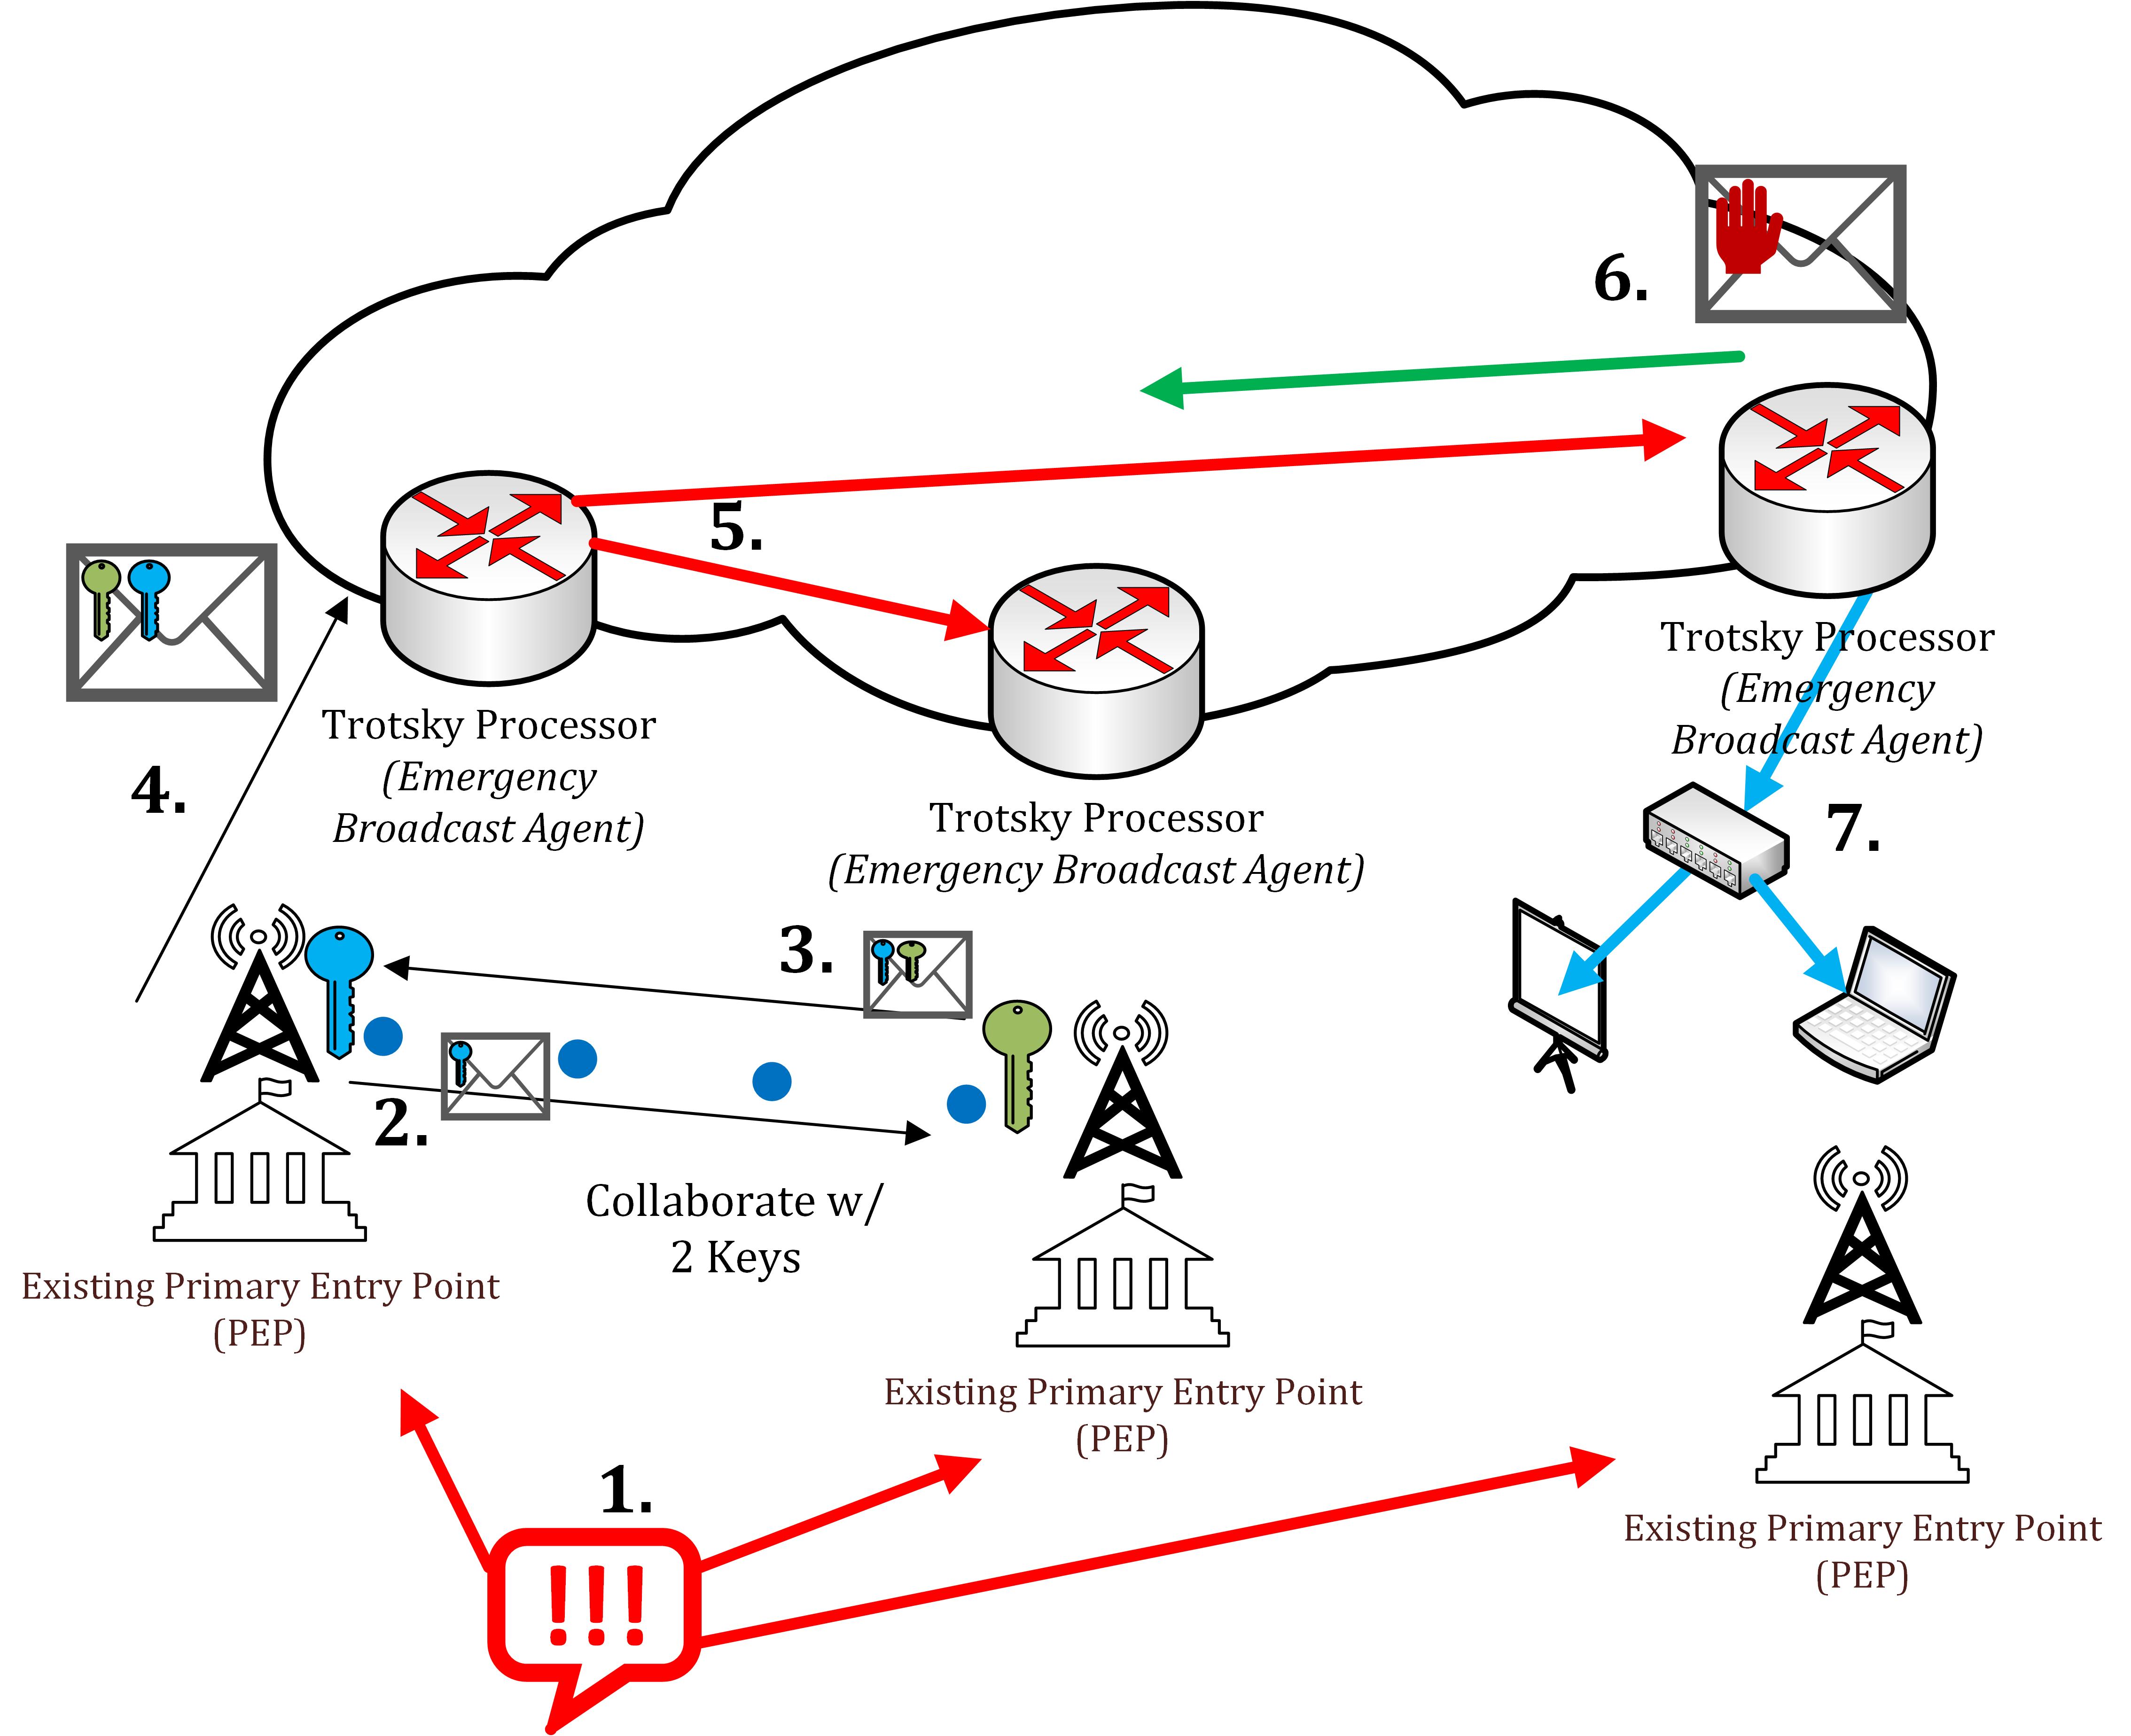 6.
5.
Trotsky Processor
(Emergency
Broadcast Agent)
Trotsky Processor
(Emergency
Broadcast Agent)
4.
Trotsky Processor
(Emergency Broadcast Agent)
7.
3.
2.
Collaborate w/
2 Keys
Existing Primary Entry Point
(PEP)
Existing Primary Entry Point
(PEP)
1.
!!!
Existing Primary Entry Point
(PEP)